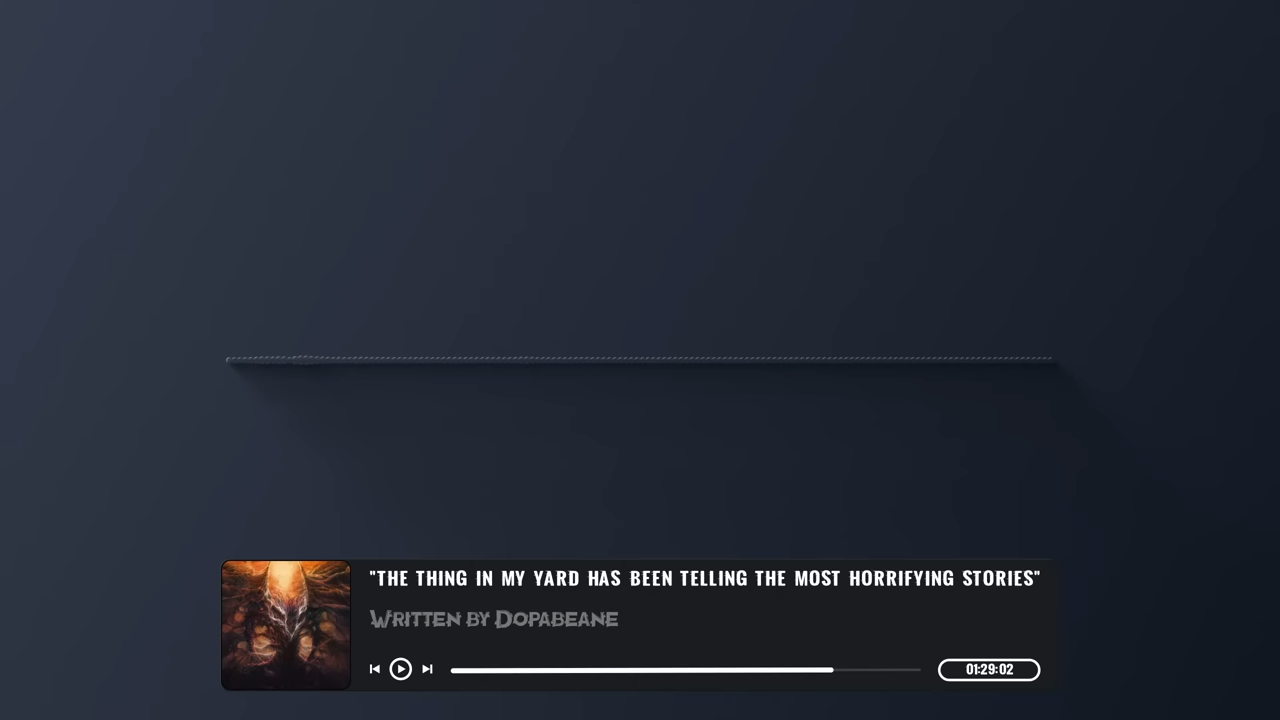 "THE THING IN MY YARD HAS BEEN TELLING THE MOST HORRIFYING STORIES"
WRITTEN BY DOPABEANE
01:29:02